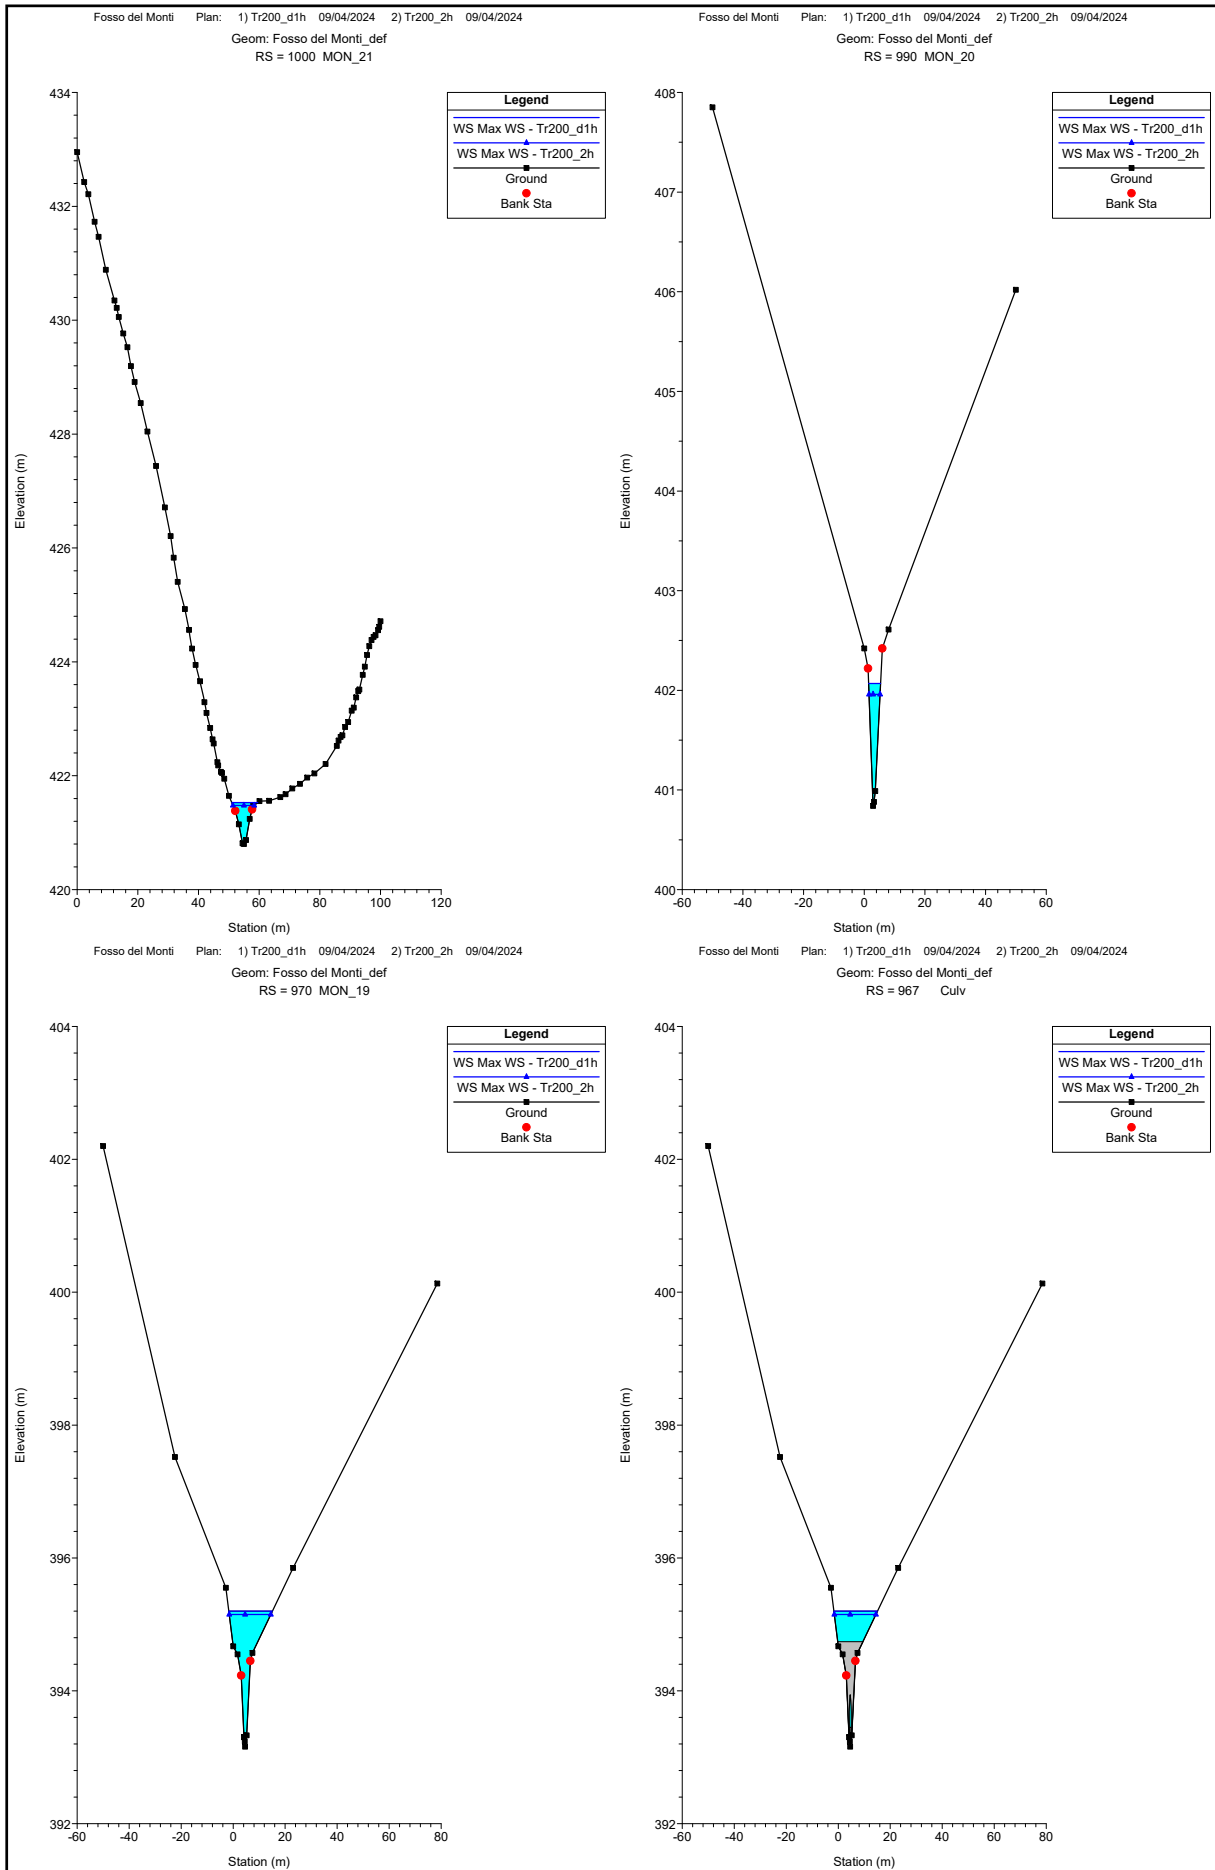 Fosso del Monti Plan: 1) Tr200_d1h 09/04/2024 2) Tr200_2h 09/04/2024
Geom: Fosso del Monti_def
RS = 1000 MON_21
434
432
430
428
426
424
422
420
0 20 40 60 80 100 120
Elevation (m)
Station (m)
Legend
WS Max WS - Tr200_d1h
WS Max WS - Tr200_2h
Ground
Bank Sta
Fosso del Monti Plan: 1) Tr200_d1h 09/04/2024 2) Tr200_2h 09/04/2024
Geom: Fosso del Monti_def
RS = 990 MON_20
408
407
406
405
404
403
402
401
400
-60 -40 -20 0 20 40 60
Elevation (m)
Station (m)
Legend
WS Max WS - Tr200_d1h
WS Max WS - Tr200_2h
Ground
Bank Sta
Fosso del Monti Plan: 1) Tr200_d1h 09/04/2024 2) Tr200_2h 09/04/2024
Geom: Fosso del Monti_def
RS = 970 MON_19
404
402
400
398
396
394
392
-60 -40 -20 0 20 40 60 80
Elevation (m)
Station (m)
Legend
WS Max WS - Tr200_d1h
WS Max WS - Tr200_2h
Ground
Bank Sta
Fosso del Monti Plan: 1) Tr200_d1h 09/04/2024 2) Tr200_2h 09/04/2024
Geom: Fosso del Monti_def
RS = 967 Culv
404
402
400
398
396
394
392
-60 -40 -20 0 20 40 60 80
Elevation (m)
Station (m)
Legend
WS Max WS - Tr200_d1h
WS Max WS - Tr200_2h
Ground
Bank Sta